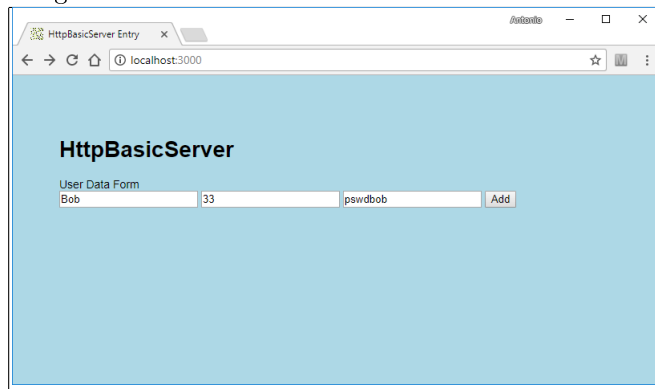 Antonio
HttpBasicServer Entry
localhost:3000
HttpBasicServer
User Data Form
Bob 33 pswdbob Add